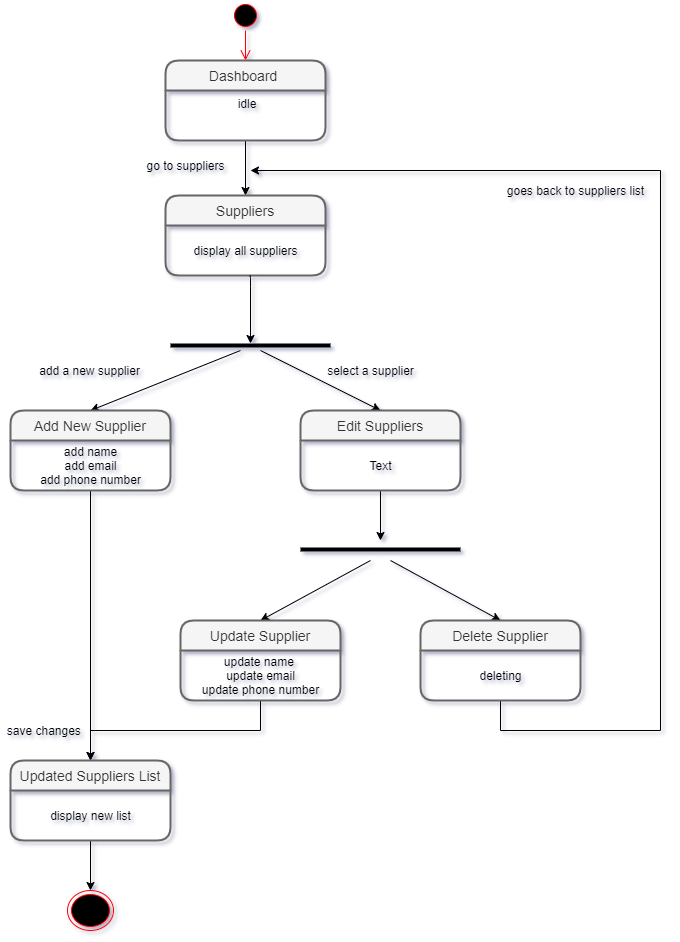 Dashboard
idle
go to suppliers
goes back to suppliers list
Suppliers
display all suppliers
add a new supplier
select a supplier
Add New Supplier
add name
add email
add phone number
Edit Suppliers
Text
Update Supplier
update name
update email
update phone number
Delete Supplier
deleting
save changes
Updated Suppliers List
display new list